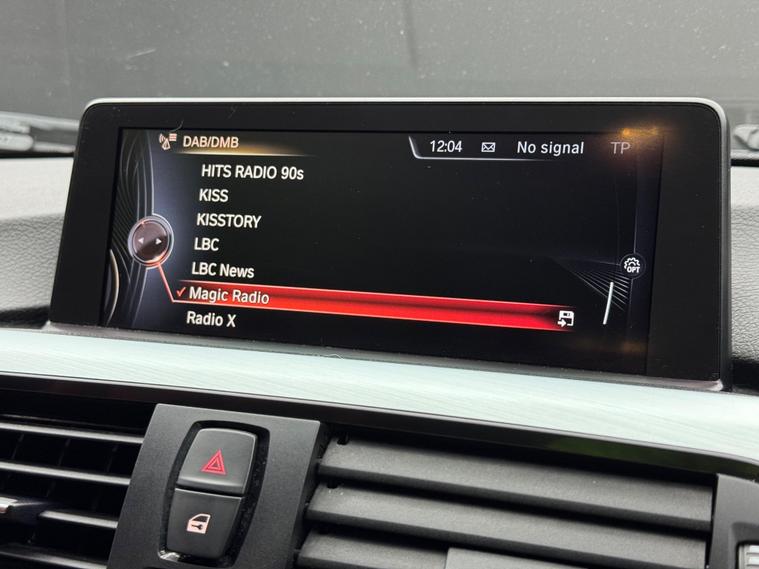 DAB/DMB
12:04 No signal TP
HITS RADIO 90s
KISS
KISSTORY
LBC
LBC News
OPT
Magic Radio
Radio X